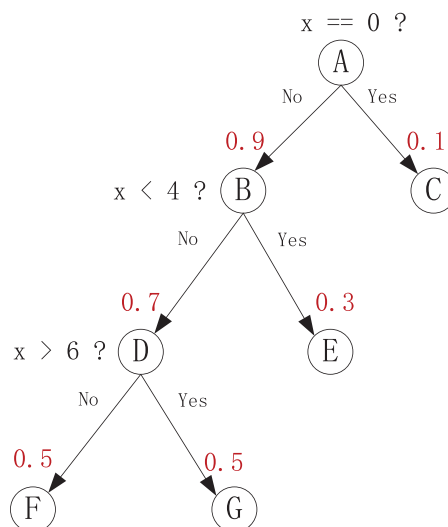 x == 0 ?
A
No
Yes
0.9
0.1
x < 4 ?
B
C
No
Yes
0.7
0.3
x > 6 ?
D
E
No
Yes
0.5
0.5
F
G